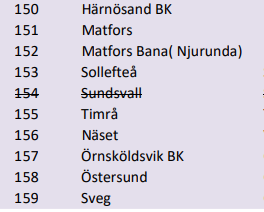 150 Härnösand BK
151 Matfors
152 Matfors Bana( Njurunda)
153 Sollefteå
154 Sundsvall
155 Timrå
156 Näset
157 Örnsköldsvik BK
158 Östersund
159 Sveg